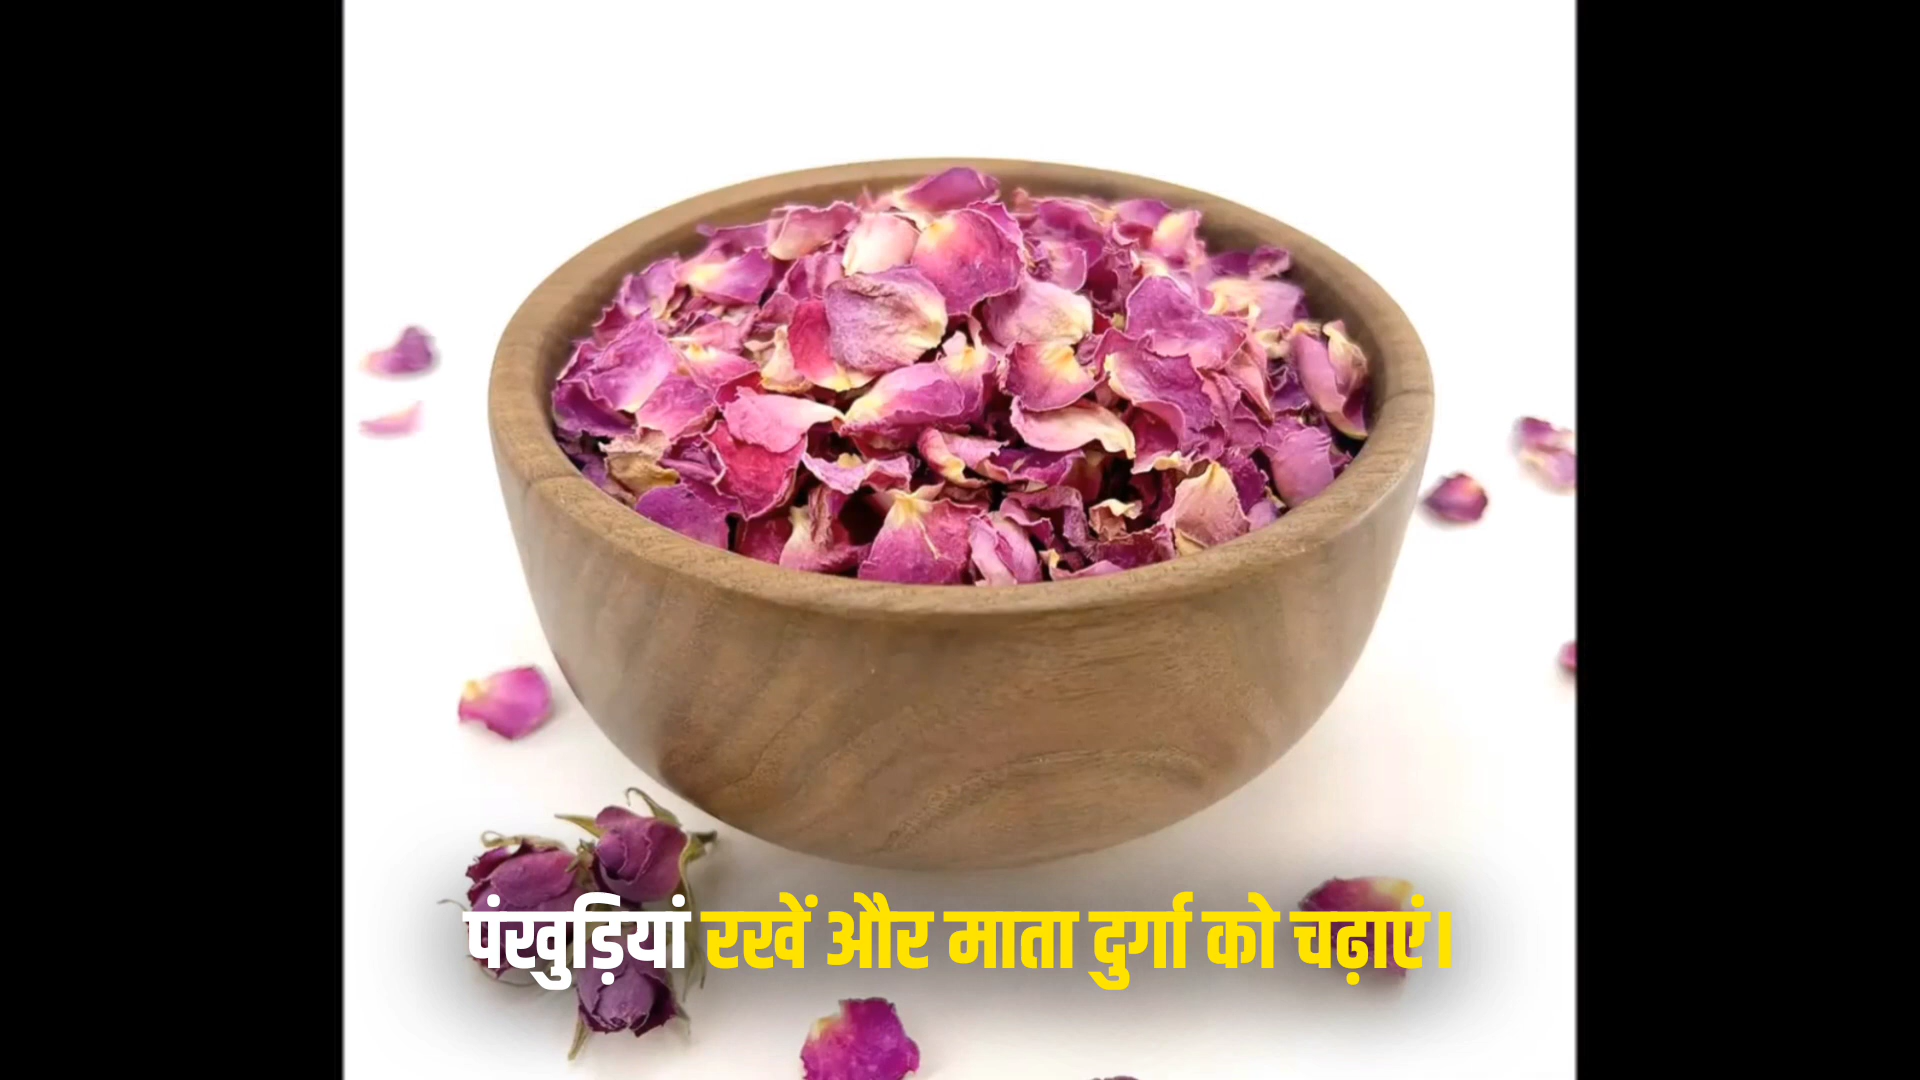 पंखुड़ियां रखें और माता दुर्गा को चढ़ाएं।